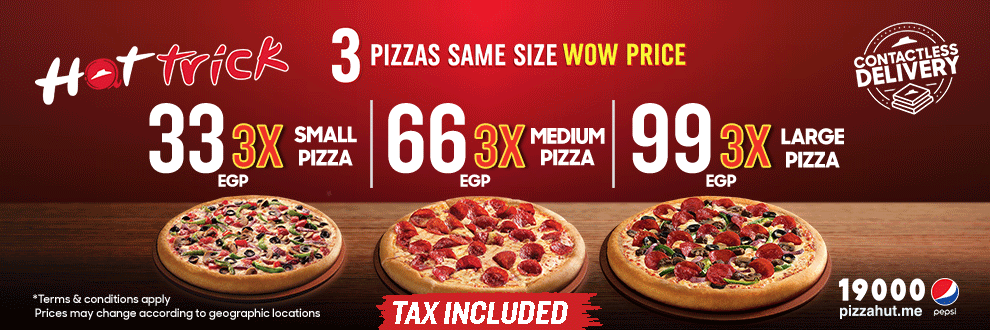 Hot trick
3 PIZZAS SAME SIZE WOW PRICE
CONTACTLESS
DELIVERY
33 EGP 3X SMALL PIZZA
66 EGP 3X MEDIUM PIZZA
99 EGP 3X LARGE PIZZA
*Terms & conditions apply
Prices may change according to geographic locations
TAX INCLUDED
19000
pizzahut.me
pepsi